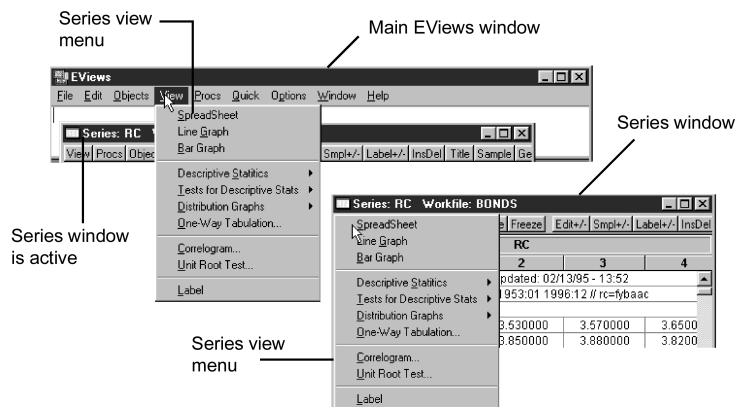 Series view
menu
Main EViews window
EViews
File Edit Objects View Procs Quick Options Window Help
SpreadSheet
Line Graph
Bar Graph
Descriptive Statitics
Tests for Descriptive Stats
Distribution Graphs
One-Way Tabulation...
Correlogram...
Unit Root Test...
Label
Series: RC
View Procs Objec
Smpl+/- Label+/- InsDel Title Sample Ge
Series window
is active
Series window
Series: RC Workfile: BONDS
Freeze Edit+/- Smpl+/- Label+/- InsDel
SpreadSheet
Line Graph
Bar Graph
Descriptive Statitics
Tests for Descriptive Stats
Distribution Graphs
One-Way Tabulation...
Correlogram...
Unit Root Test...
Label
RC
2 3 4
pdated: 02/13/95 - 13:52
1953:01 1996:12 // rc=fybaac
3.530000 3.570000 3.6500
3.850000 3.880000 3.8200
Series view
menu